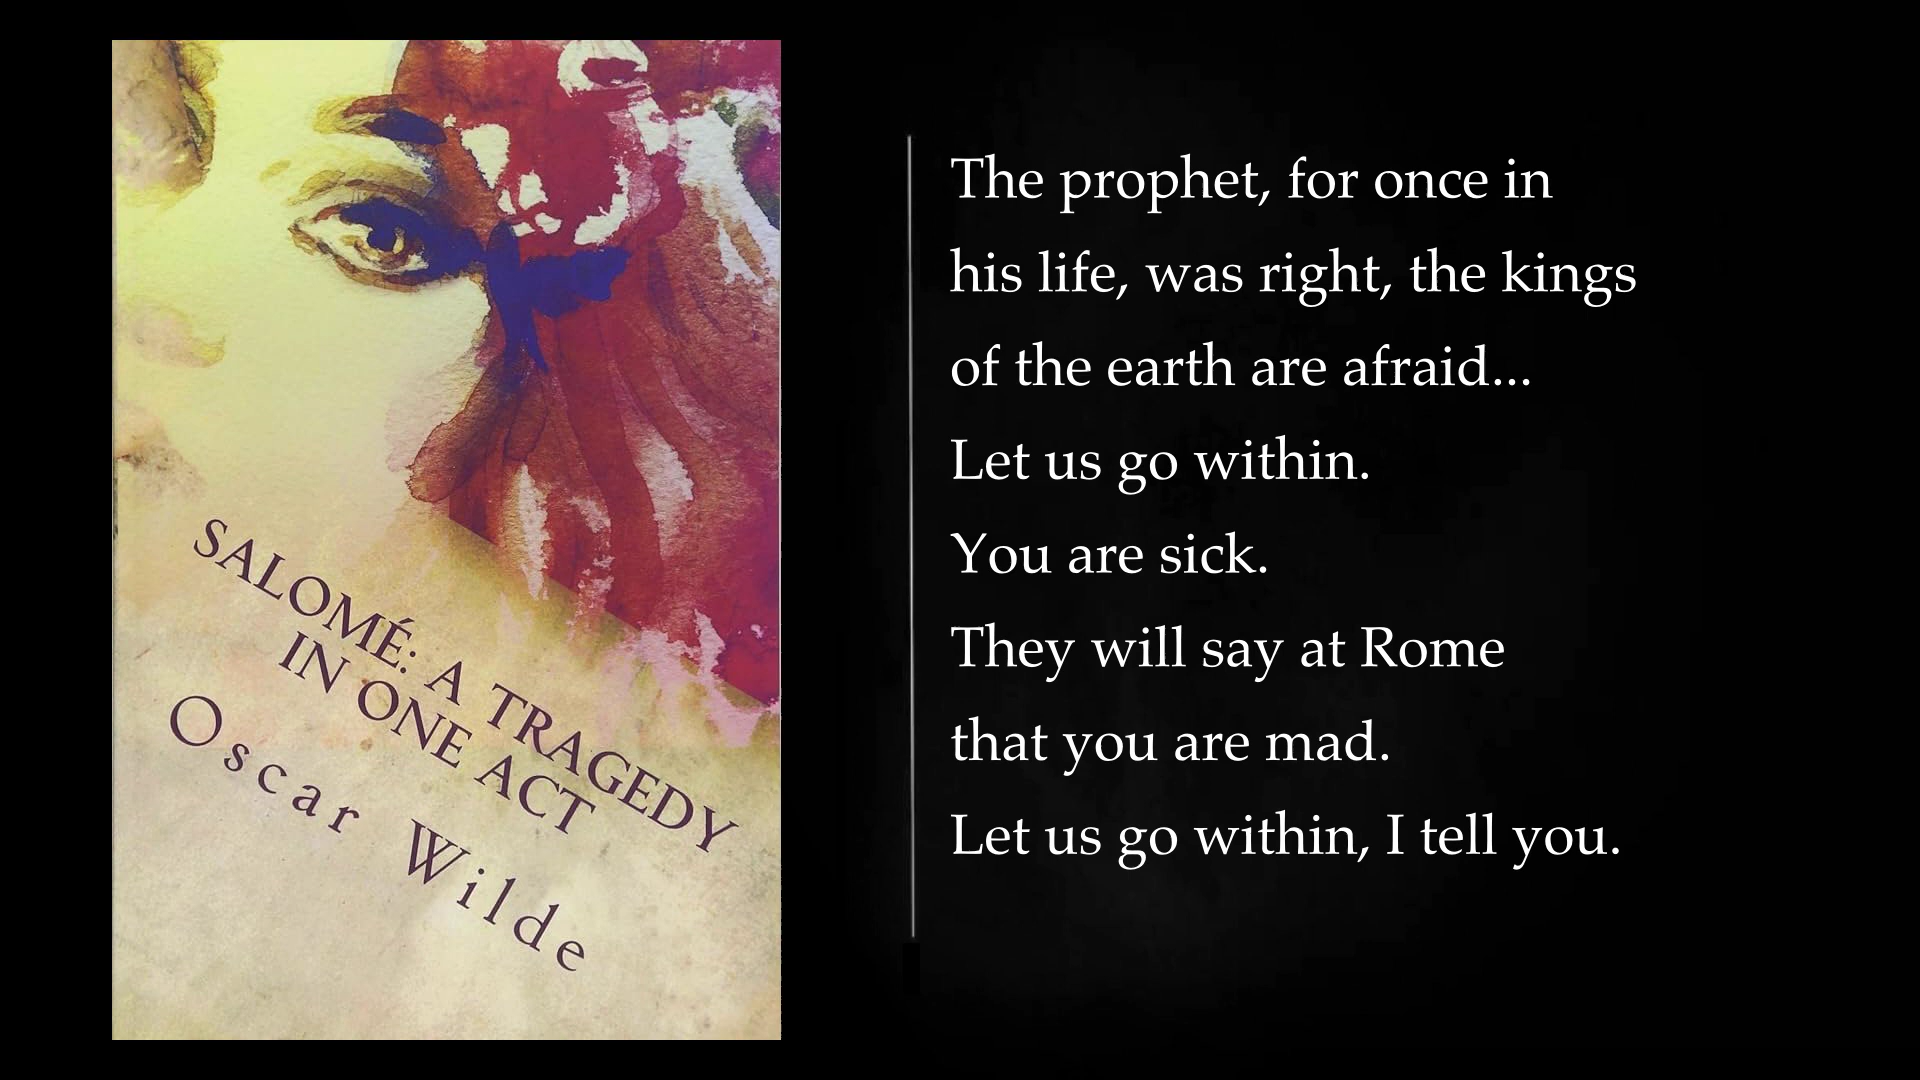 SALOMÉ: A TRAGEDY
IN ONE ACT
Oscar Wilde
The prophet, for once in
his life, was right, the kings
of the earth are afraid...
Let us go within.
You are sick.
They will say at Rome
that you are mad.
Let us go within, I tell you.